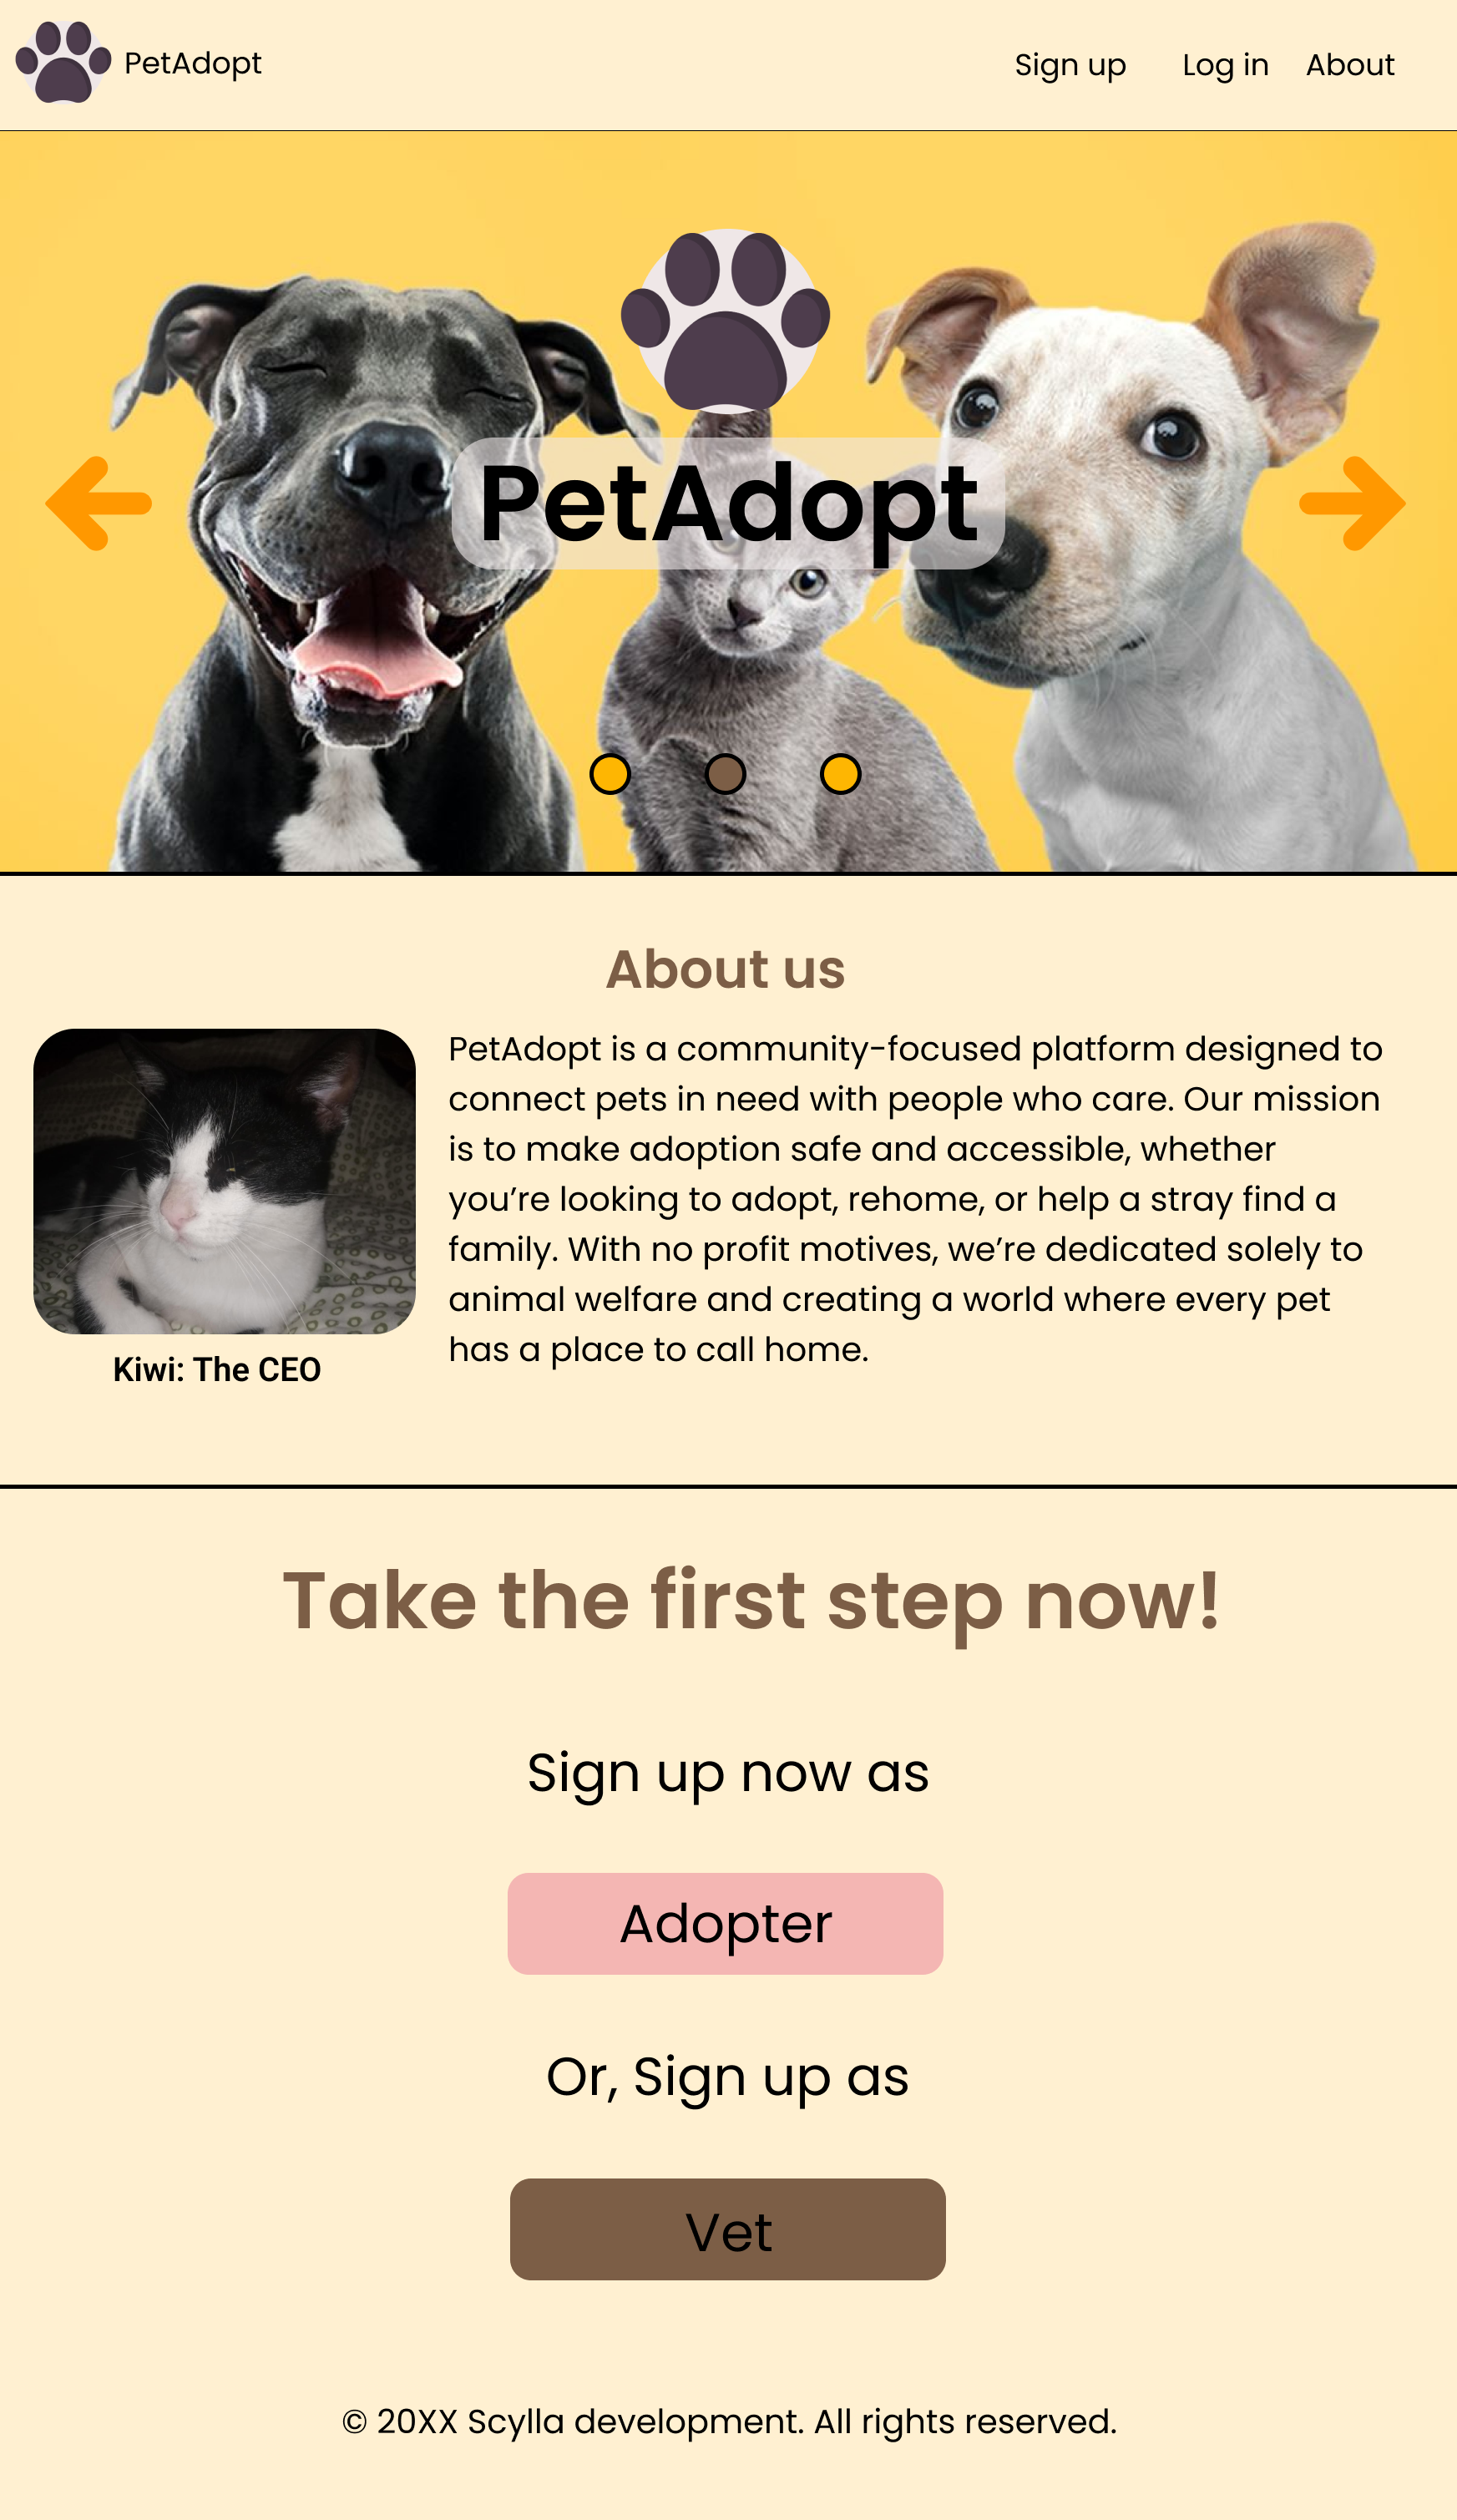 PetAdopt
Sign up Log in About
PetAdopt
About us
PetAdopt is a community-focused platform designed to
connect pets in need with people who care. Our mission
is to make adoption safe and accessible, whether
you’re looking to adopt, rehome, or help a stray find a
family. With no profit motives, we’re dedicated solely to
animal welfare and creating a world where every pet
has a place to call home.
Kiwi: The CEO
Take the first step now!
Sign up now as
Adopter
Or, Sign up as
Vet
© 20XX Scylla development. All rights reserved.